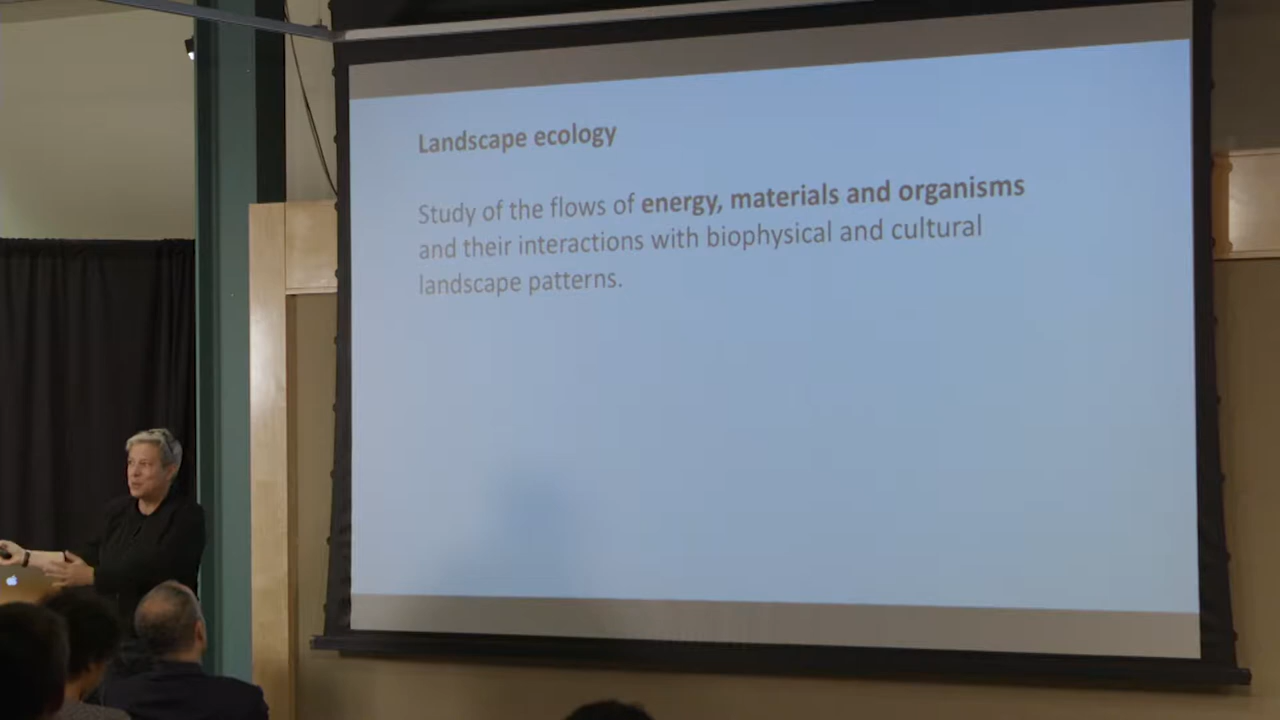 Landscape ecology
Study of the flows of energy, materials and organisms
and their interactions with biophysical and cultural
landscape patterns.